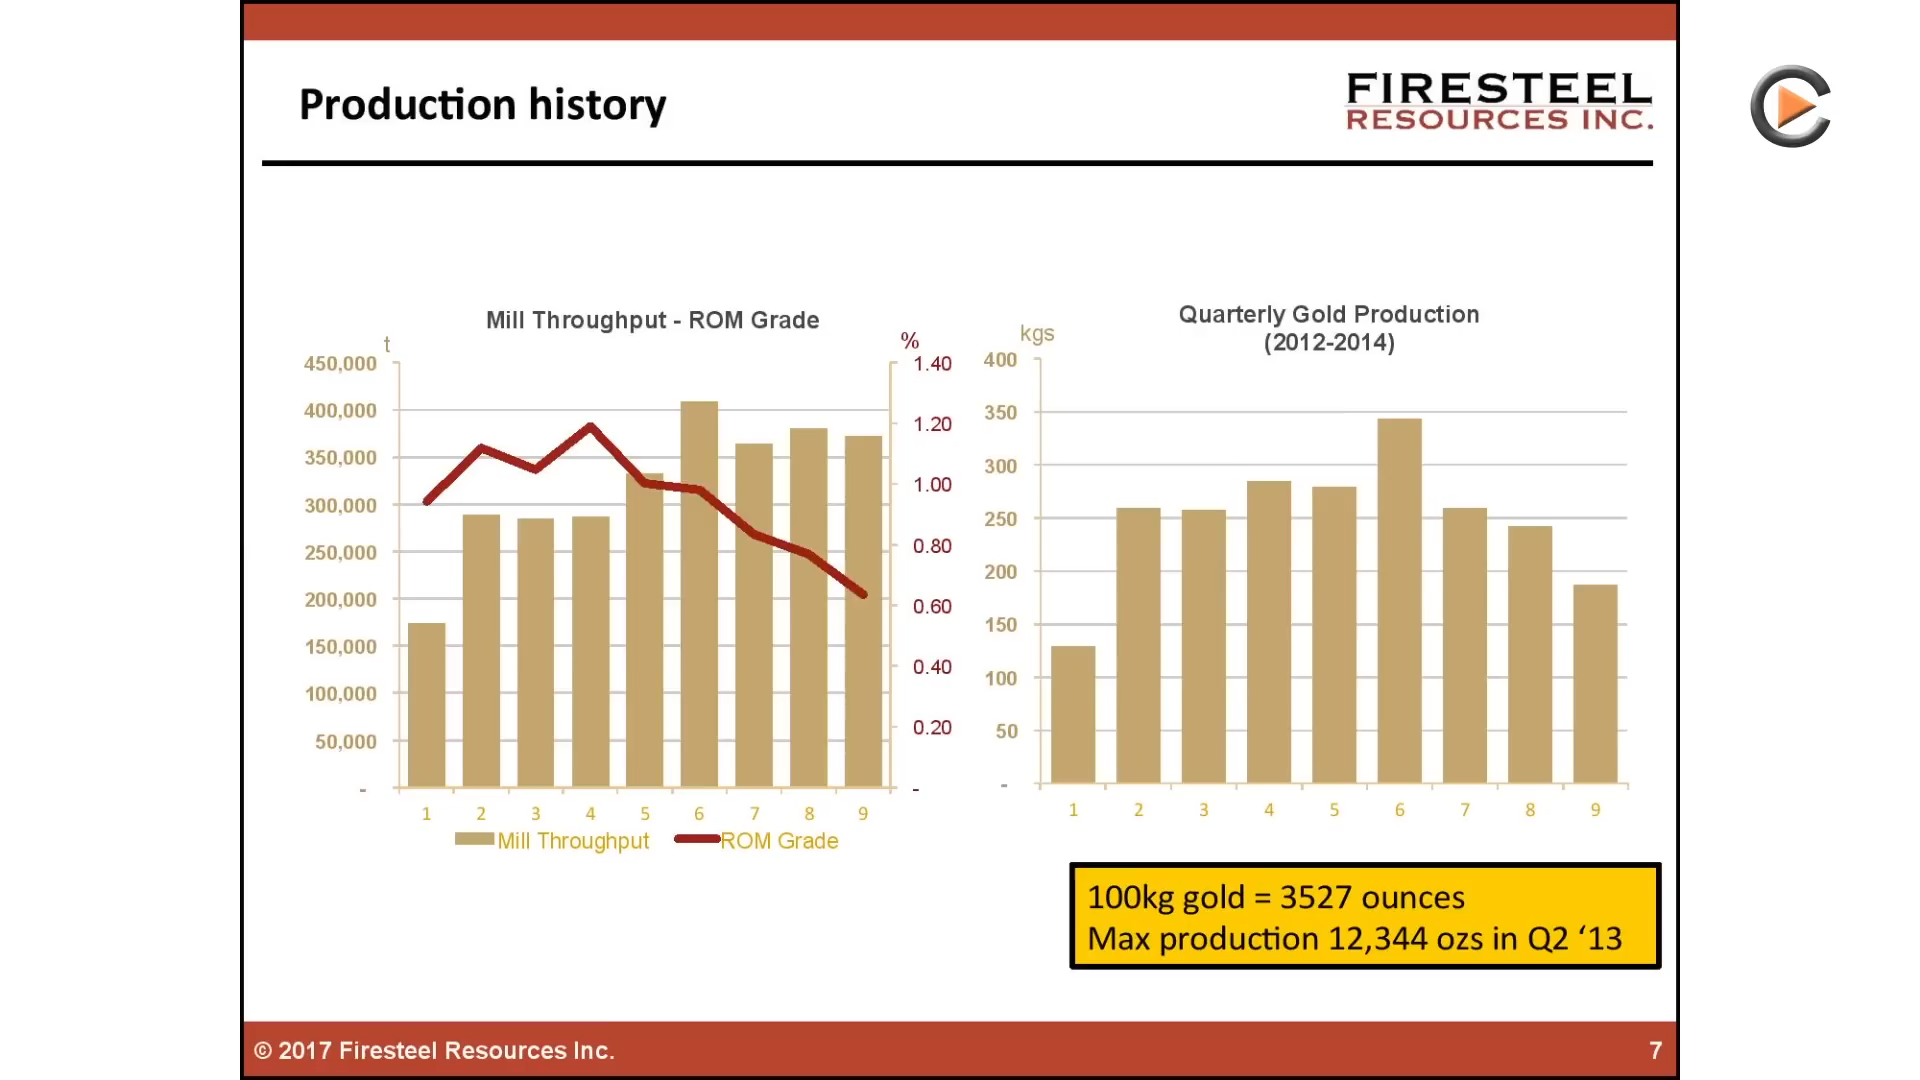 Production history
FIRESTEEL
RESOURCES INC.
Mill Throughput - ROM Grade
t
%
450,000
400,000
350,000
300,000
250,000
200,000
150,000
100,000
50,000
-
1.40
1.20
1.00
0.80
0.60
0.40
0.20
-
1 2 3 4 5 6 7 8 9
Mill Throughput ROM Grade
Quarterly Gold Production
(2012-2014)
kgs
400
350
300
250
200
150
100
50
-
1 2 3 4 5 6 7 8 9
100kg gold = 3527 ounces
Max production 12,344 ozs in Q2 ‘13
© 2017 Firesteel Resources Inc.
7